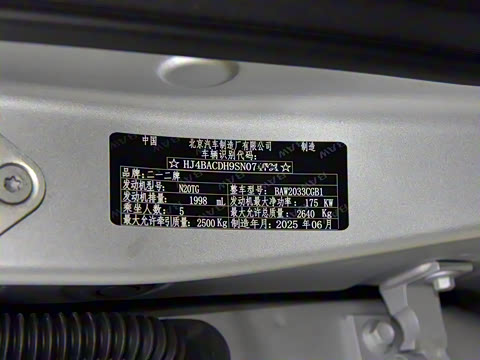 中国 北京汽车制造厂有限公司 制造
车辆识别代号:
☆HJ4BACDH9SN07
品牌:二一二牌
发动机型号: N20TG 整车型号: BAW2033CGB1
发动机排量: 1998 mL 发动机最大净功率: 175 KW
乘坐人数: 5 最大允许总质量: 2640 Kg
最大允许牵引质量: 2500 Kg 制造年月: 2025 年 06 月